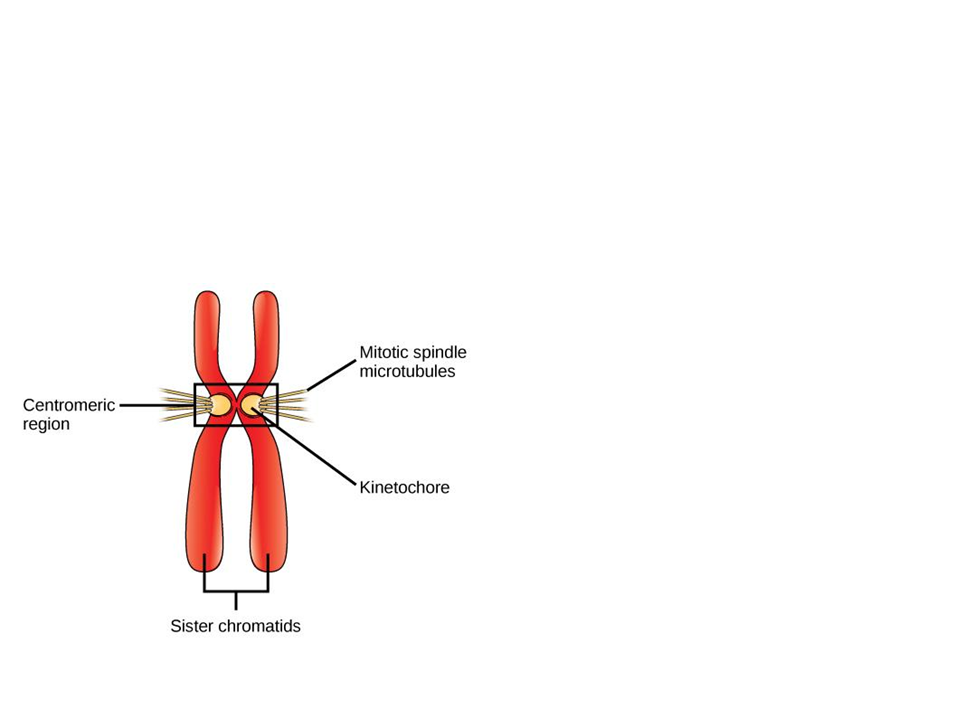 Mitotic spindle
microtubules
Centromeric
region
Kinetochore
Sister chromatids